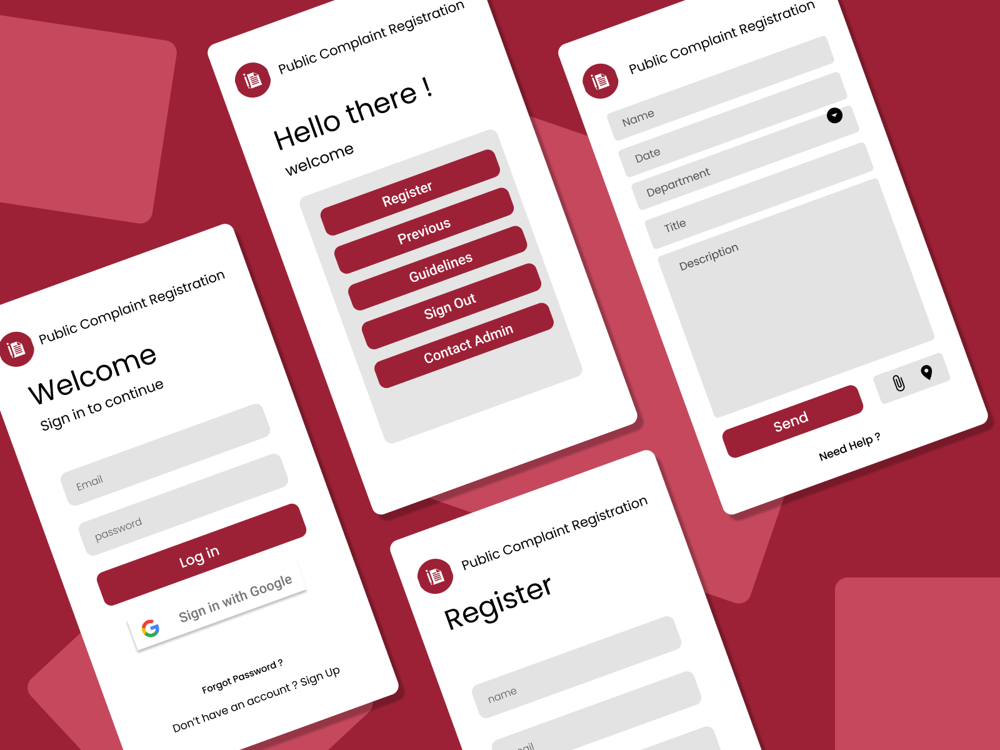 Public Complaint Registration
Welcome
Sign in to continue
Email
password
Log in
Sign in with Google
Forgot Password ?
Don't have an account ? Sign Up
Public Complaint Registration
Hello there !
welcome
Register
Previous
Guidelines
Sign Out
Contact Admin
Public Complaint Registration
Register
name
Public Complaint Registration
Name
Date
Department
Title
Description
Send
Need Help ?